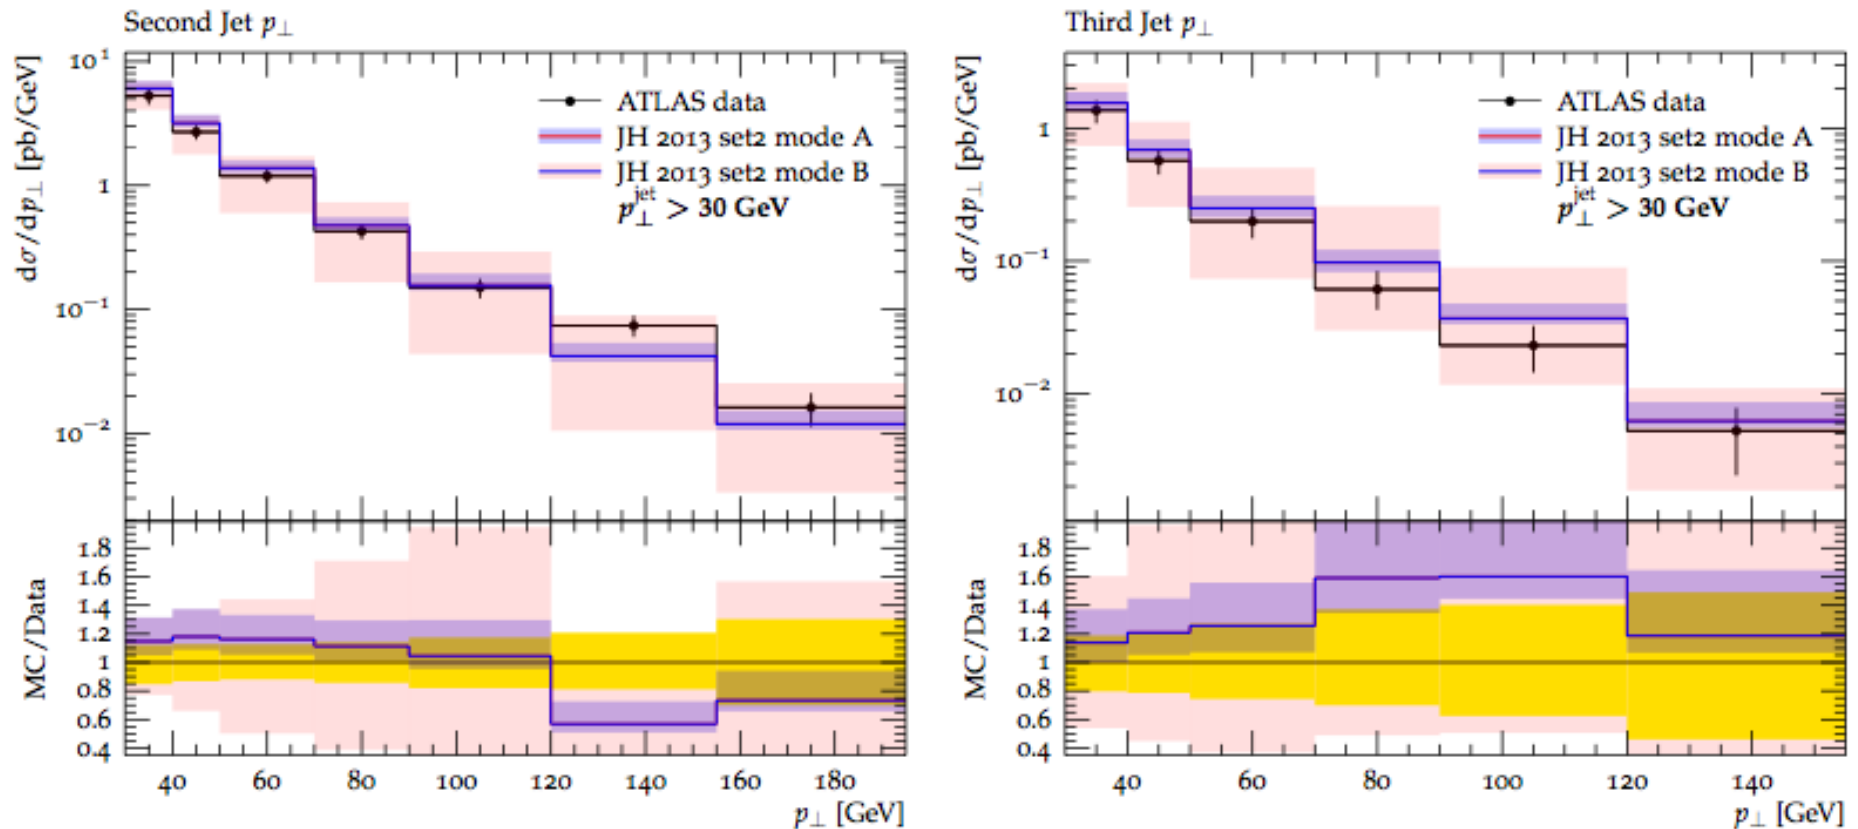 Second Jet p⊥
dσ/dp⊥ [pb/GeV]
10¹
1
10⁻¹
10⁻²
ATLAS data
JH 2013 set2 mode A
JH 2013 set2 mode B
p⊥^jet > 30 GeV
MC/Data
1.8
1.6
1.4
1.2
1
0.8
0.6
0.4
40 60 80 100 120 140 160 180
p⊥ [GeV]
Third Jet p⊥
dσ/dp⊥ [pb/GeV]
1
10⁻¹
10⁻²
ATLAS data
JH 2013 set2 mode A
JH 2013 set2 mode B
p⊥^jet > 30 GeV
MC/Data
1.8
1.6
1.4
1.2
1
0.8
0.6
0.4
40 60 80 100 120 140
p⊥ [GeV]